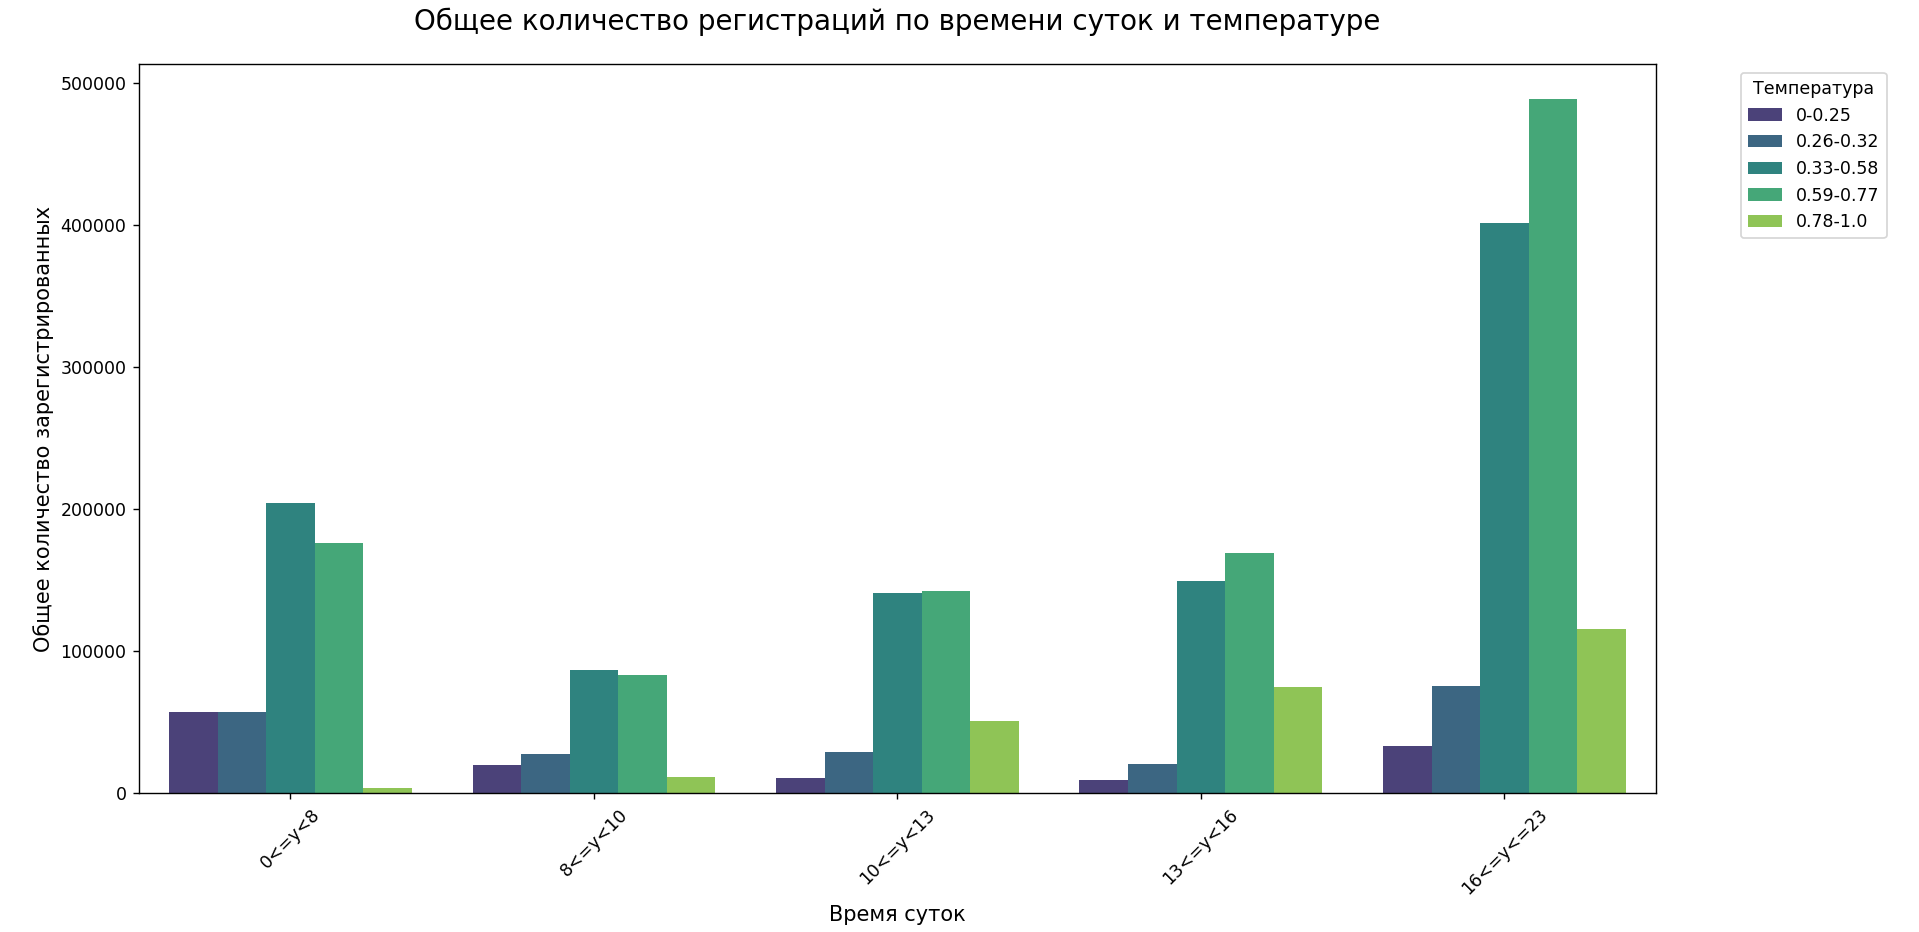 Общее количество регистраций по времени суток и температуре
Общее количество зарегистрированных
500000
400000
300000
200000
100000
0
0<=y<8
8<=y<10
10<=y<13
13<=y<16
16<=y<=23
Время суток
Температура
0-0.25
0.26-0.32
0.33-0.58
0.59-0.77
0.78-1.0